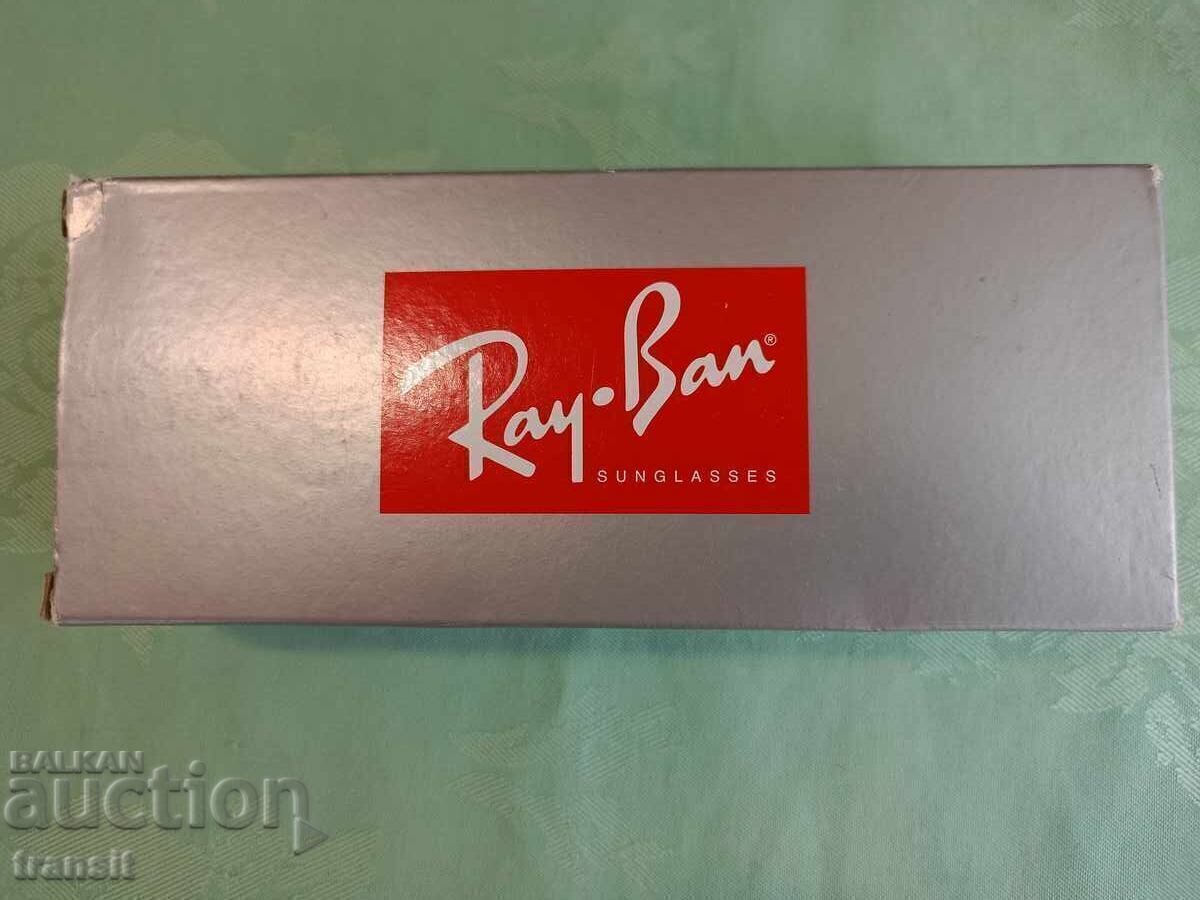 Ray·Ban®
SUNGLASSES
BALKAN
auction
transit